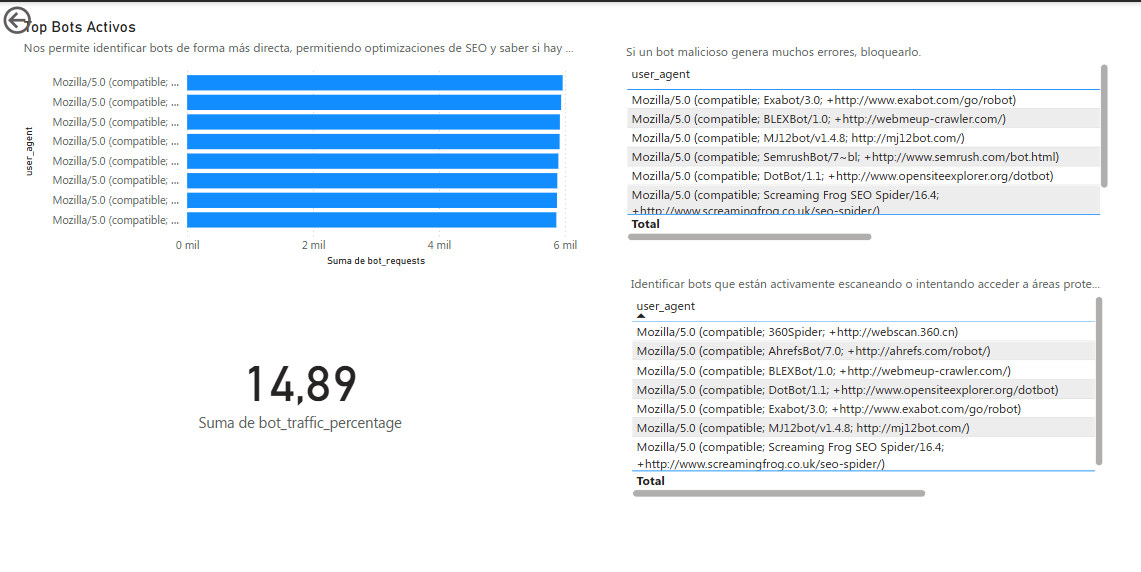 Top Bots Activos
Nos permite identificar bots de forma más directa, permitiendo optimizaciones de SEO y saber si hay ...
user_agent
Mozilla/5.0 (compatible; ...
Mozilla/5.0 (compatible; ...
Mozilla/5.0 (compatible; ...
Mozilla/5.0 (compatible; ...
Mozilla/5.0 (compatible; ...
Mozilla/5.0 (compatible; ...
Mozilla/5.0 (compatible; ...
Mozilla/5.0 (compatible; ...
0 mil 2 mil 4 mil 6 mil
Suma de bot_requests
14,89
Suma de bot_traffic_percentage
Si un bot malicioso genera muchos errores, bloquearlo.
user_agent
Mozilla/5.0 (compatible; Exabot/3.0; +http://www.exabot.com/go/robot)
Mozilla/5.0 (compatible; BLEXBot/1.0; +http://webmeup-crawler.com/)
Mozilla/5.0 (compatible; MJ12bot/v1.4.8; http://mj12bot.com/)
Mozilla/5.0 (compatible; SemrushBot/7~bl; +http://www.semrush.com/bot.html)
Mozilla/5.0 (compatible; DotBot/1.1; +http://www.opensiteexplorer.org/dotbot)
Mozilla/5.0 (compatible; Screaming Frog SEO Spider/16.4;
+http://www.screamingfrog.co.uk/seo-spider/)
Total
Identificar bots que están activamente escaneando o intentando acceder a áreas prote...
user_agent
Mozilla/5.0 (compatible; 360Spider; +http://webscan.360.cn)
Mozilla/5.0 (compatible; AhrefsBot/7.0; +http://ahrefs.com/robot/)
Mozilla/5.0 (compatible; BLEXBot/1.0; +http://webmeup-crawler.com/)
Mozilla/5.0 (compatible; DotBot/1.1; +http://www.opensiteexplorer.org/dotbot)
Mozilla/5.0 (compatible; Exabot/3.0; +http://www.exabot.com/go/robot)
Mozilla/5.0 (compatible; MJ12bot/v1.4.8; http://mj12bot.com/)
Mozilla/5.0 (compatible; Screaming Frog SEO Spider/16.4;
+http://www.screamingfrog.co.uk/seo-spider/)
Total